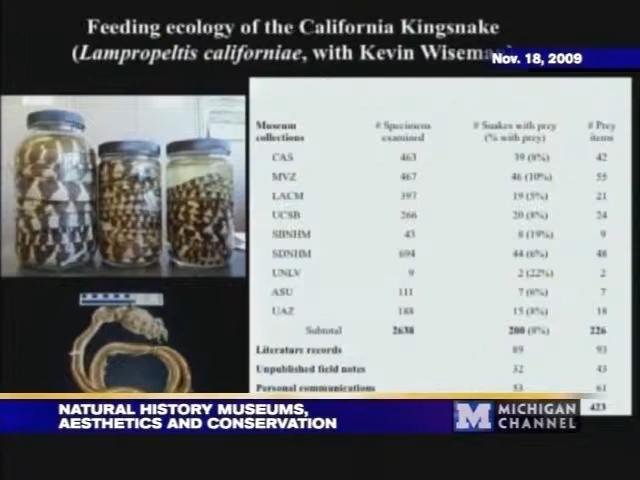 Feeding ecology of the California Kingsnake
(Lampropeltis californiae, with Kevin
Nov. 18, 2009
Museum collections # Specimens examined # Snakes with prey (% with prey) # Prey items
CAS 463 39 (8%) 42
MVZ 467 46 (10%) 55
LACM 397 19 (5%) 21
UCSB 266 20 (8%) 24
SBNHM 43 8 (19%) 9
SDNHM 694 44 (6%) 48
UNLV 9 2 (22%) 2
ASU 111 7 (6%) 7
UAZ 188 15 (8%) 18
Subtotal 2638 200 (8%) 226
Literature records 89 93
Unpublished field notes 32 43
Personal communications 53 61
423
NATURAL HISTORY MUSEUMS,
AESTHETICS AND CONSERVATION
M MICHIGAN
CHANNEL